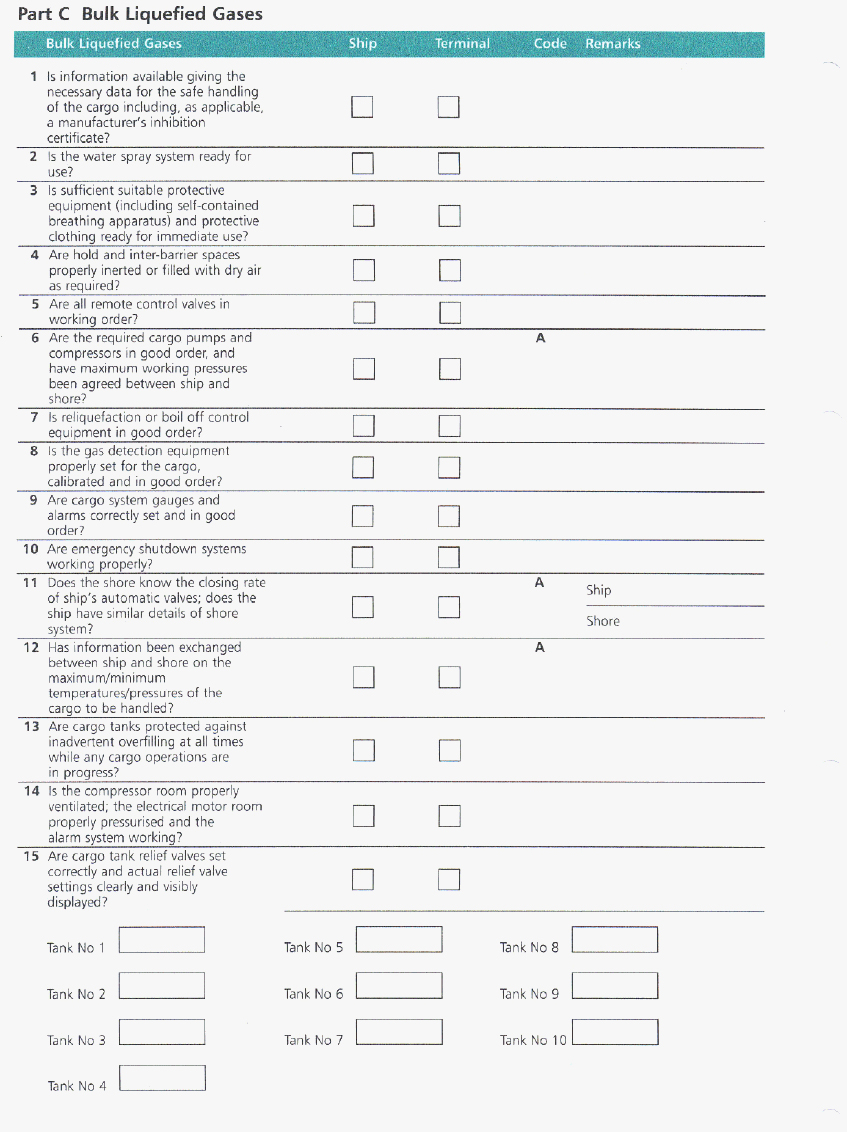 Part C Bulk Liquefied Gases
Bulk Liquefied Gases Ship Terminal Code Remarks
1 Is information available giving the
necessary data for the safe handling
of the cargo including, as applicable,
a manufacturer's inhibition
certificate?
2 Is the water spray system ready for
use?
3 Is sufficient suitable protective
equipment (including self-contained
breathing apparatus) and protective
clothing ready for immediate use?
4 Are hold and inter-barrier spaces
properly inerted or filled with dry air
as required?
5 Are all remote control valves in
working order?
6 Are the required cargo pumps and A
compressors in good order, and
have maximum working pressures
been agreed between ship and
shore?
7 Is reliquefaction or boil off control
equipment in good order?
8 Is the gas detection equipment
properly set for the cargo,
calibrated and in good order?
9 Are cargo system gauges and
alarms correctly set and in good
order?
10 Are emergency shutdown systems
working properly?
11 Does the shore know the closing rate A
of ship's automatic valves; does the Ship
ship have similar details of shore
system? Shore
12 Has information been exchanged A
between ship and shore on the
maximum/minimum
temperatures/pressures of the
cargo to be handled?
13 Are cargo tanks protected against
inadvertent overfilling at all times
while any cargo operations are
in progress?
14 Is the compressor room properly
ventilated; the electrical motor room
properly pressurised and the
alarm system working?
15 Are cargo tank relief valves set
correctly and actual relief valve
settings clearly and visibly
displayed?
Tank No 1 Tank No 5 Tank No 8
Tank No 2 Tank No 6 Tank No 9
Tank No 3 Tank No 7 Tank No 10
Tank No 4